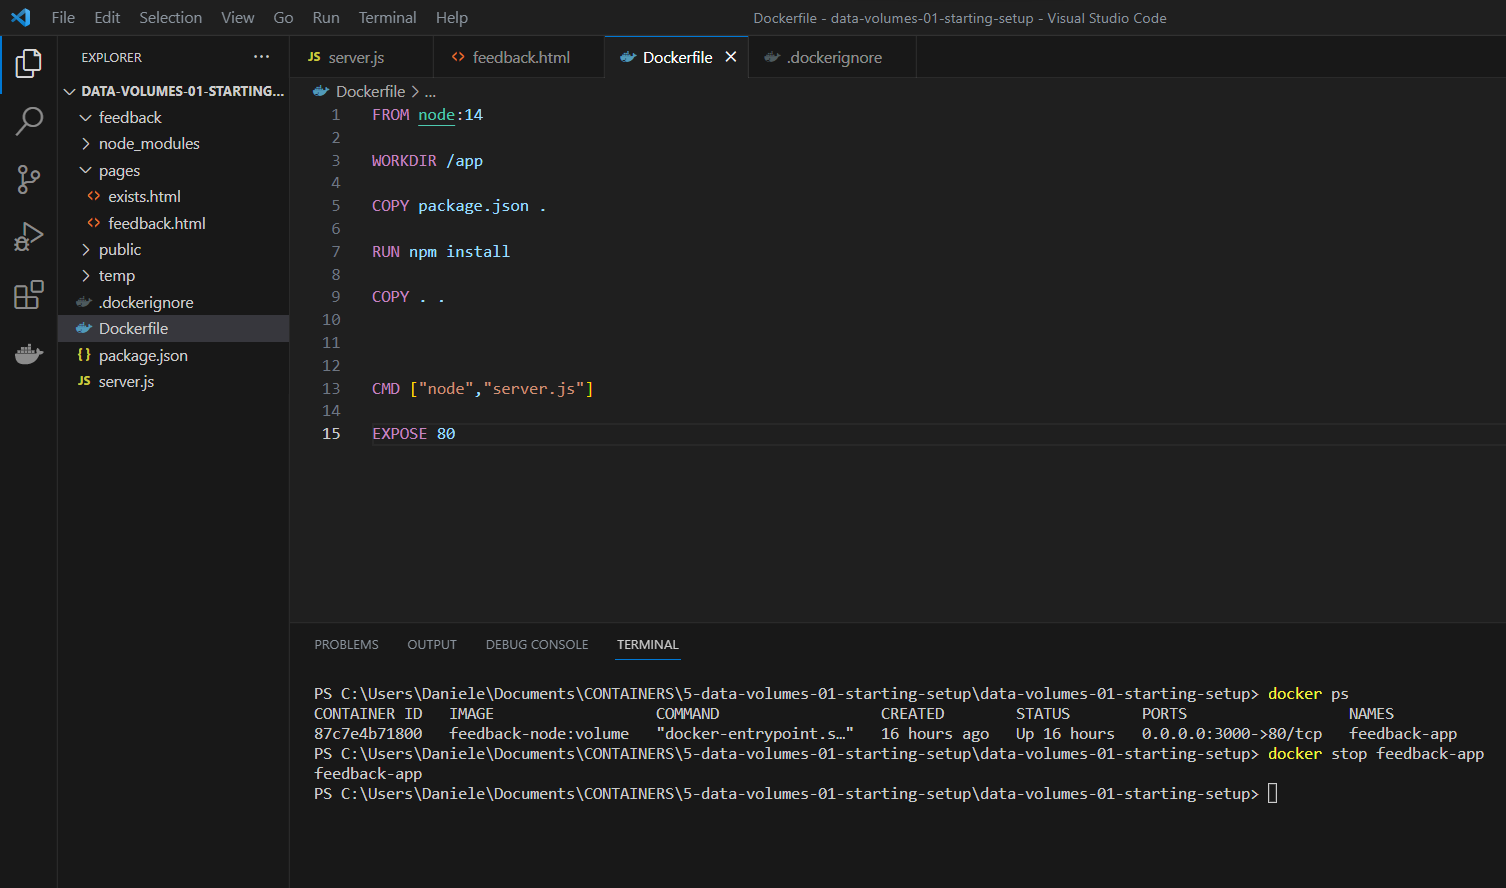 File Edit Selection View Go Run Terminal Help
Dockerfile - data-volumes-01-starting-setup - Visual Studio Code
EXPLORER
DATA-VOLUMES-01-STARTING...
feedback
node_modules
pages
exists.html
feedback.html
public
temp
.dockerignore
Dockerfile
{} package.json
JS server.js
JS server.js
feedback.html
Dockerfile
.dockerignore
Dockerfile > ...
1 FROM node:14
2
3 WORKDIR /app
4
5 COPY package.json .
6
7 RUN npm install
8
9 COPY . .
10
11
12
13 CMD ["node","server.js"]
14
15 EXPOSE 80
PROBLEMS OUTPUT DEBUG CONSOLE TERMINAL
PS C:\Users\Daniele\Documents\CONTAINERS\5-data-volumes-01-starting-setup\data-volumes-01-starting-setup> docker ps
CONTAINER ID IMAGE COMMAND CREATED STATUS PORTS NAMES
87c7e4b71800 feedback-node:volume "docker-entrypoint.s…" 16 hours ago Up 16 hours 0.0.0.0:3000->80/tcp feedback-app
PS C:\Users\Daniele\Documents\CONTAINERS\5-data-volumes-01-starting-setup\data-volumes-01-starting-setup> docker stop feedback-app
feedback-app
PS C:\Users\Daniele\Documents\CONTAINERS\5-data-volumes-01-starting-setup\data-volumes-01-starting-setup>